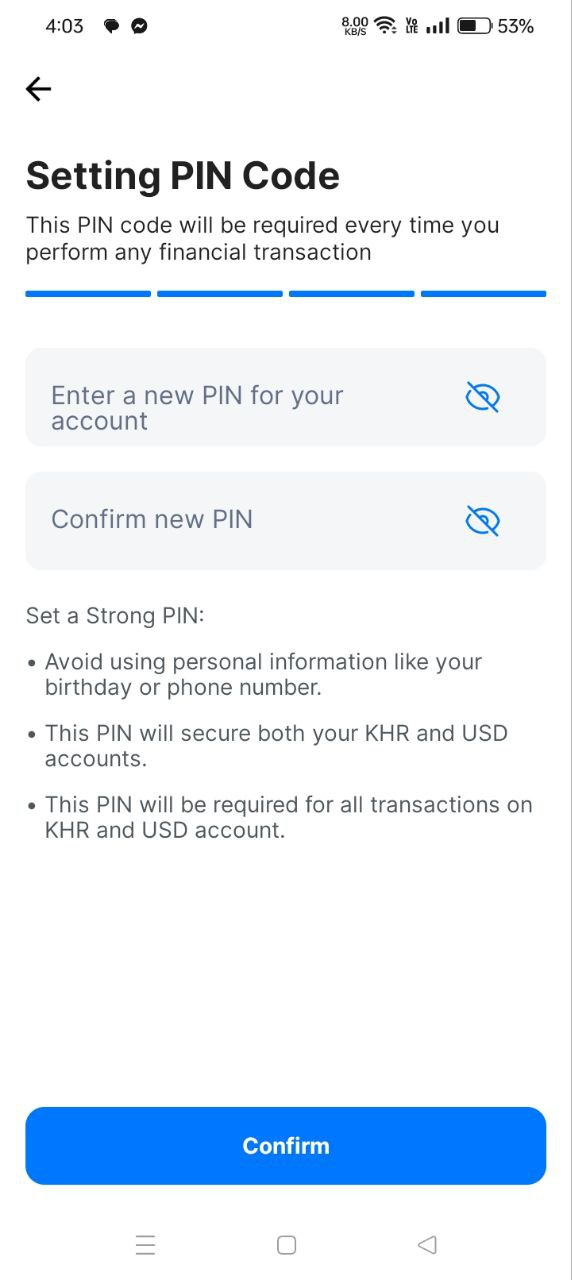 4:03 8.00 KB/S Vo LTE 53%
Setting PIN Code
This PIN code will be required every time you
perform any financial transaction
Enter a new PIN for your
account
Confirm new PIN
Set a Strong PIN:
• Avoid using personal information like your
birthday or phone number.
• This PIN will secure both your KHR and USD
accounts.
• This PIN will be required for all transactions on
KHR and USD account.
Confirm